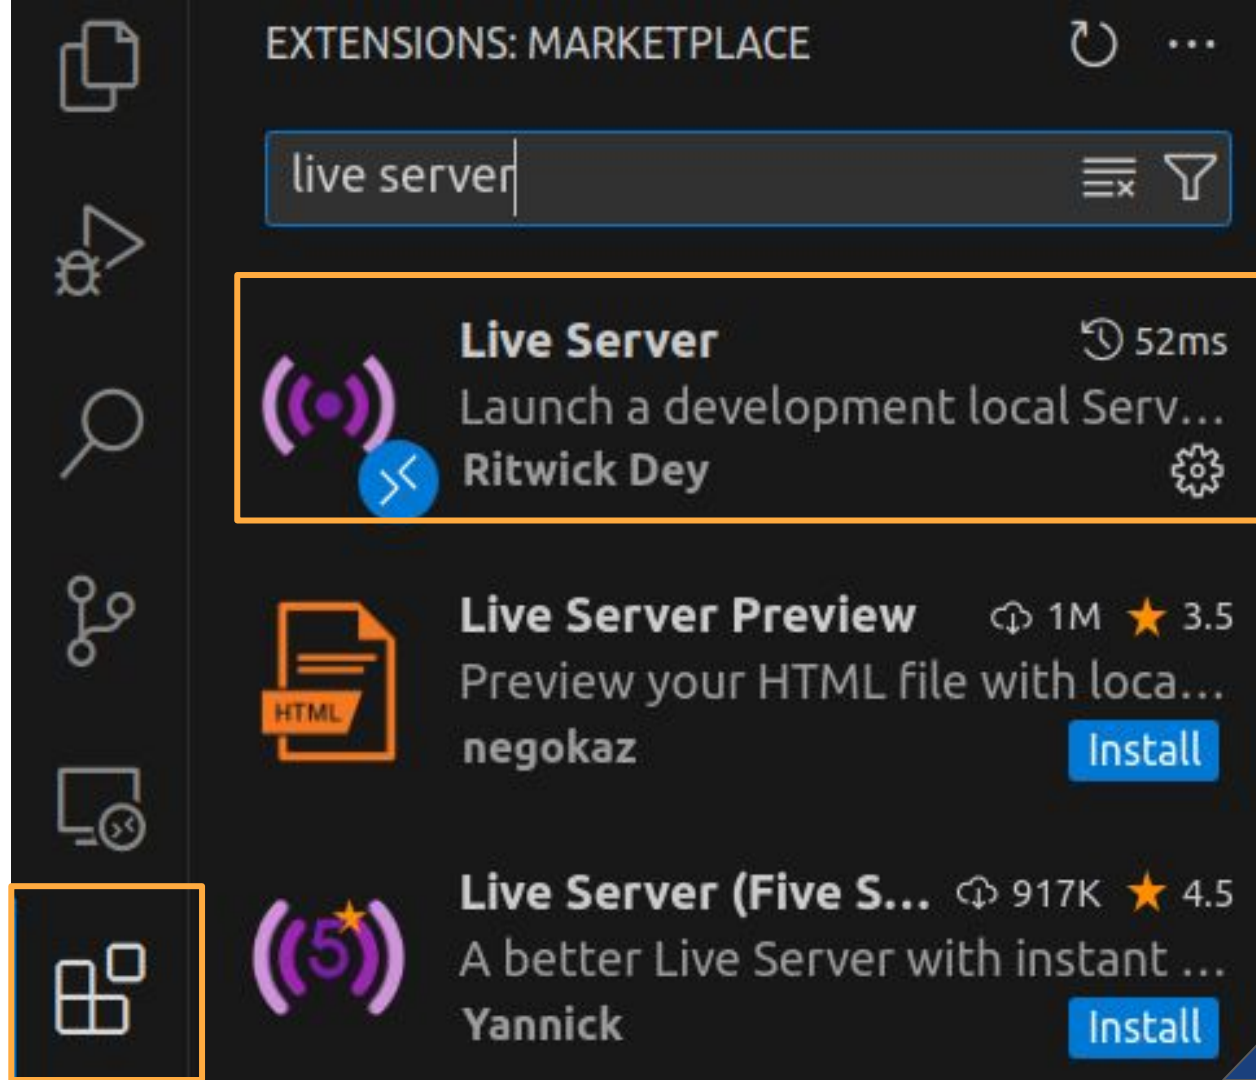 EXTENSIONS: MARKETPLACE
live server
Live Server 52ms
Launch a development local Serv...
Ritwick Dey
Live Server Preview 1M 3.5
Preview your HTML file with loca...
HTML
negokaz
Install
Live Server (Five S... 917K 4.5
5
A better Live Server with instant ...
Yannick
Install